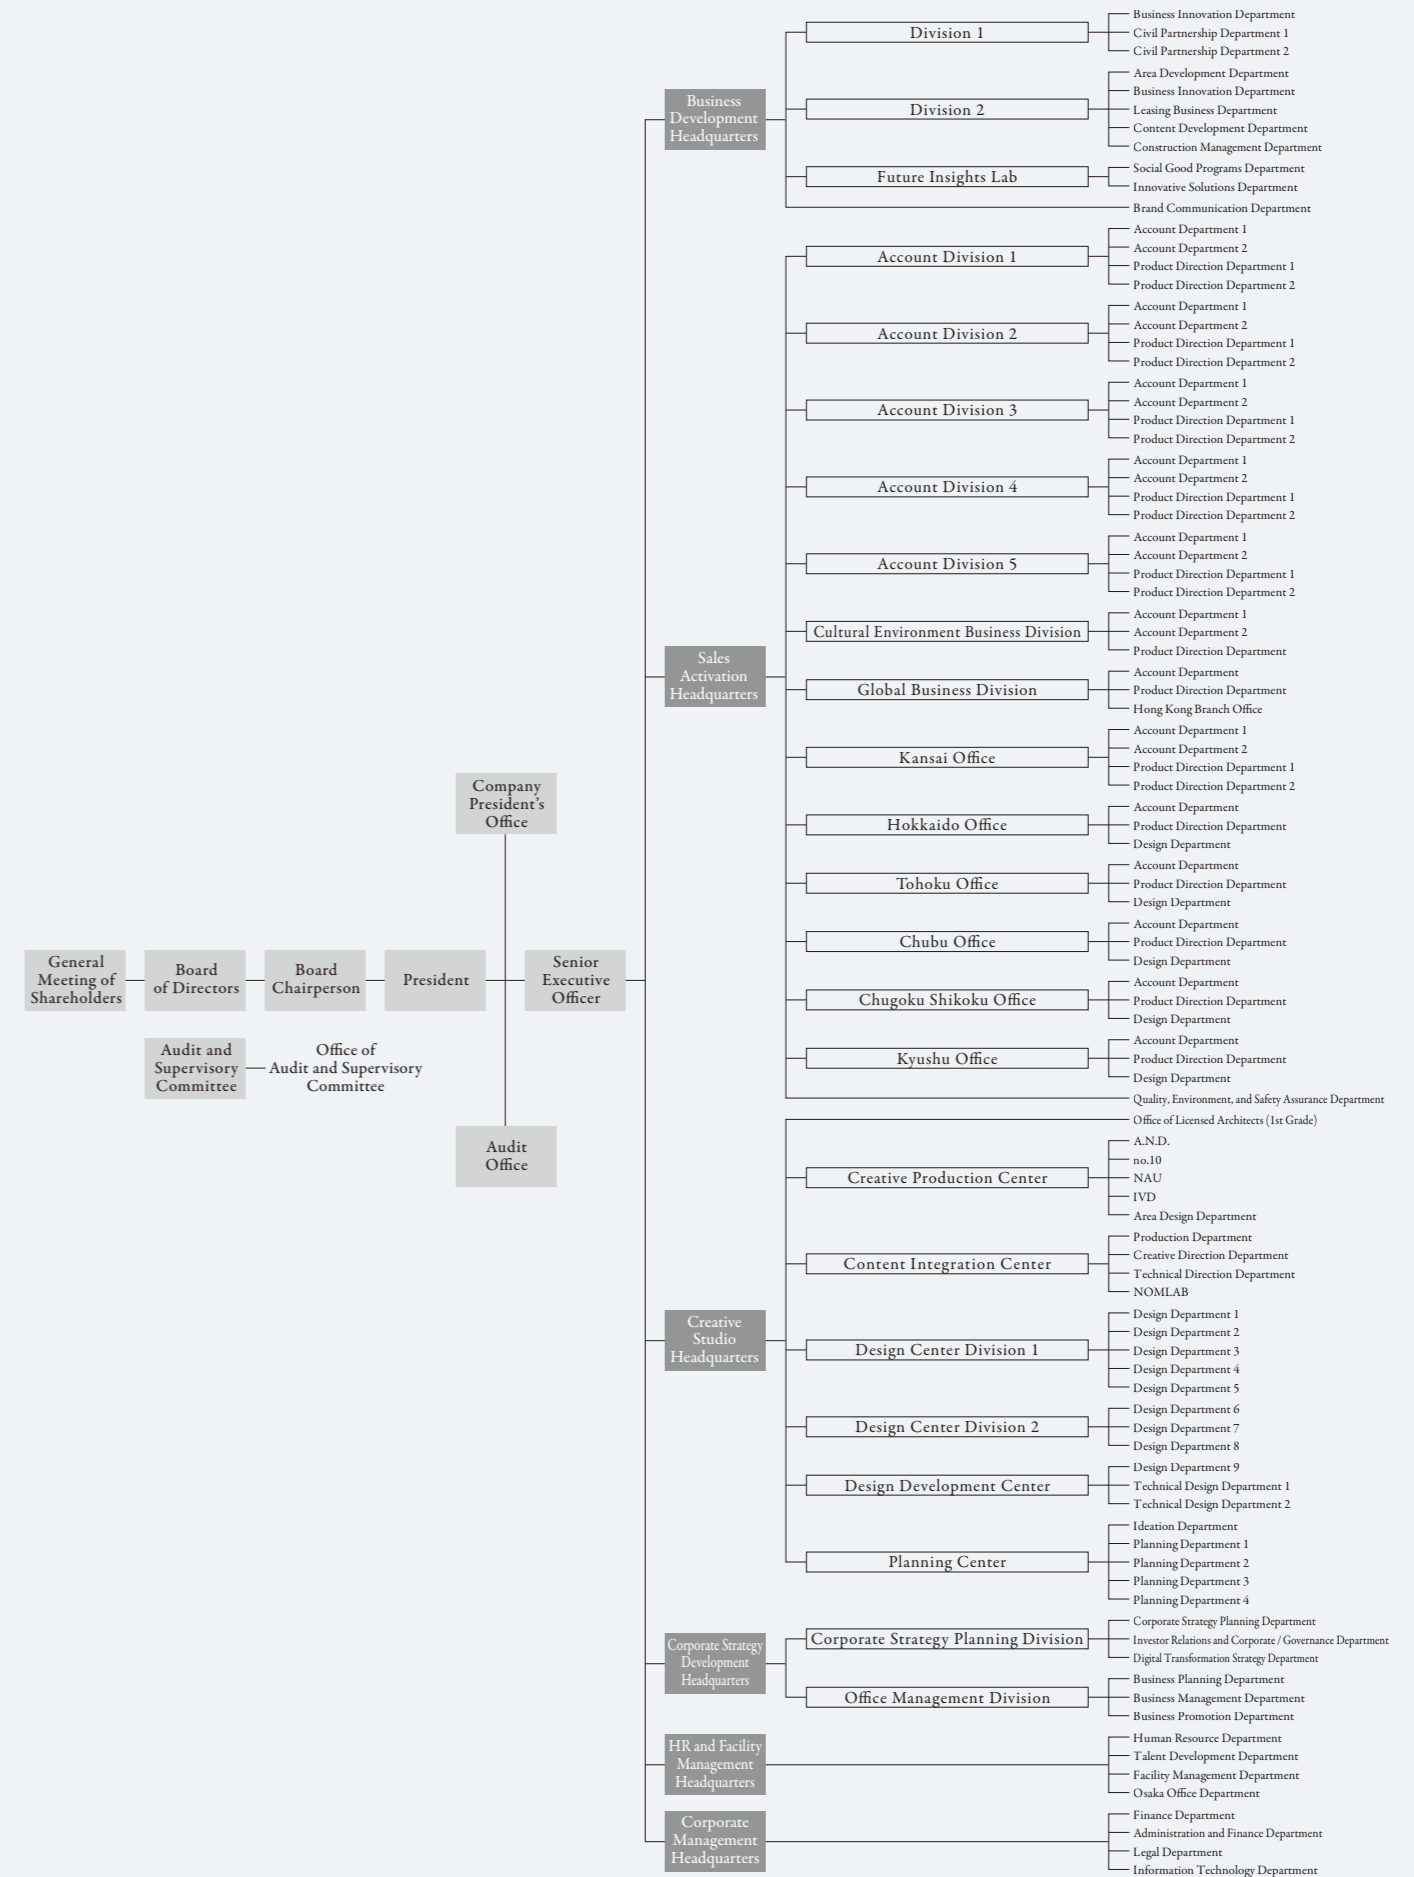 General
Meeting of
Shareholders
Board
of Directors
Board
Chairperson
President
Company
President’s
Office
Senior
Executive
Officer
Audit and
Supervisory
Committee
Office of
Audit and Supervisory
Committee
Audit
Office
Business
Development
Headquarters
Division 1
Business Innovation Department
Civil Partnership Department 1
Civil Partnership Department 2
Division 2
Area Development Department
Business Innovation Department
Leasing Business Department
Content Development Department
Construction Management Department
Future Insights Lab
Social Good Programs Department
Innovative Solutions Department
Brand Communication Department
Sales
Activation
Headquarters
Account Division 1
Account Department 1
Account Department 2
Product Direction Department 1
Product Direction Department 2
Account Division 2
Account Department 1
Account Department 2
Product Direction Department 1
Product Direction Department 2
Account Division 3
Account Department 1
Account Department 2
Product Direction Department 1
Product Direction Department 2
Account Division 4
Account Department 1
Account Department 2
Product Direction Department 1
Product Direction Department 2
Account Division 5
Account Department 1
Account Department 2
Product Direction Department 1
Product Direction Department 2
Cultural Environment Business Division
Account Department 1
Account Department 2
Product Direction Department
Global Business Division
Account Department
Product Direction Department
Hong Kong Branch Office
Kansai Office
Account Department 1
Account Department 2
Product Direction Department 1
Product Direction Department 2
Hokkaido Office
Account Department
Product Direction Department
Design Department
Tohoku Office
Account Department
Product Direction Department
Design Department
Chubu Office
Account Department
Product Direction Department
Design Department
Chugoku Shikoku Office
Account Department
Product Direction Department
Design Department
Kyushu Office
Account Department
Product Direction Department
Design Department
Quality, Environment, and Safety Assurance Department
Creative
Studio
Headquarters
Office of Licensed Architects (1st Grade)
Creative Production Center
A.N.D.
no.10
NAU
IVD
Area Design Department
Content Integration Center
Production Department
Creative Direction Department
Technical Direction Department
NOMLAB
Design Center Division 1
Design Department 1
Design Department 2
Design Department 3
Design Department 4
Design Department 5
Design Center Division 2
Design Department 6
Design Department 7
Design Department 8
Design Development Center
Design Department 9
Technical Design Department 1
Technical Design Department 2
Planning Center
Ideation Department
Planning Department 1
Planning Department 2
Planning Department 3
Planning Department 4
Corporate Strategy
Development
Headquarters
Corporate Strategy Planning Division
Corporate Strategy Planning Department
Investor Relations and Corporate / Governance Department
Digital Transformation Strategy Department
Office Management Division
Business Planning Department
Business Management Department
Business Promotion Department
HR and Facility
Management
Headquarters
Human Resource Department
Talent Development Department
Facility Management Department
Osaka Office Department
Corporate
Management
Headquarters
Finance Department
Administration and Finance Department
Legal Department
Information Technology Department